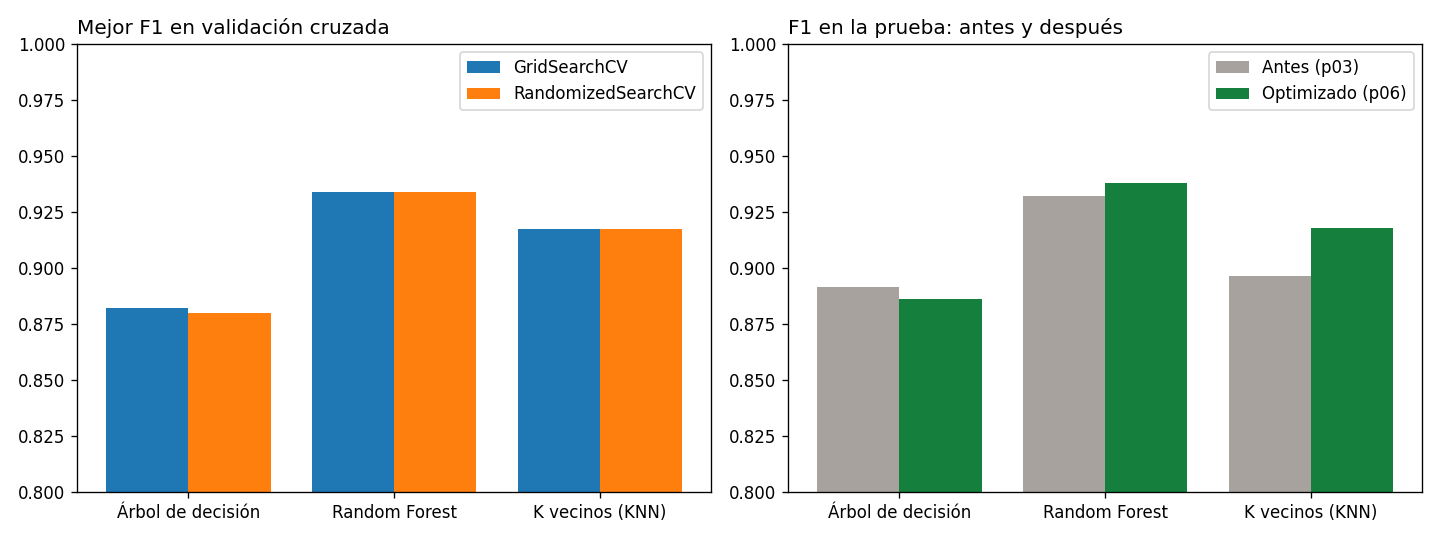 Mejor F1 en validación cruzada
GridSearchCV
RandomizedSearchCV
1.000
0.975
0.950
0.925
0.900
0.875
0.850
0.825
0.800
Árbol de decisión
Random Forest
K vecinos (KNN)
F1 en la prueba: antes y después
Antes (p03)
Optimizado (p06)
1.000
0.975
0.950
0.925
0.900
0.875
0.850
0.825
0.800
Árbol de decisión
Random Forest
K vecinos (KNN)